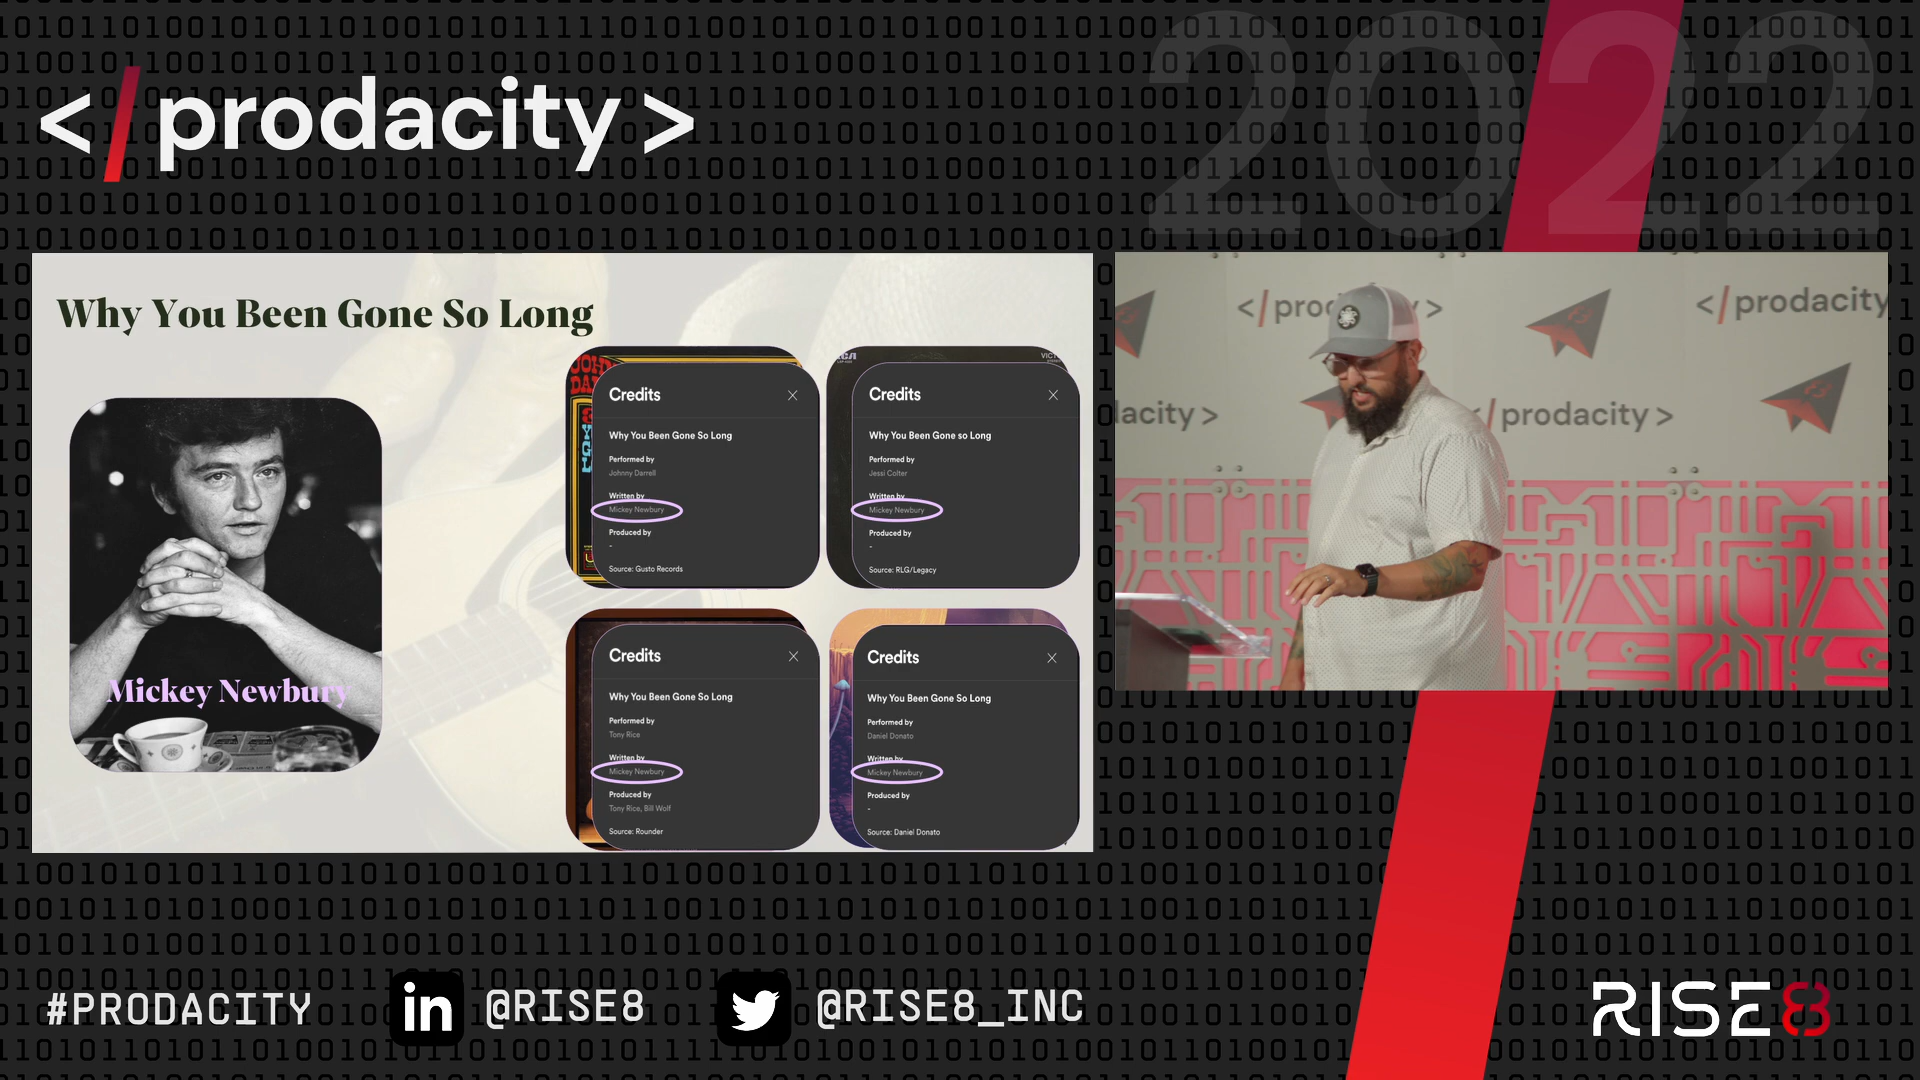 </prodacity>
2022
Why You Been Gone So Long
Mickey Newbury
Credits
Why You Been Gone So Long
Performed by
Johnny Darrell
Written by
Mickey Newbury
Produced by
-
Source: Gusto Records
Credits
Why You Been Gone so Long
Performed by
Jessi Colter
Written by
Mickey Newbury
Produced by
-
Source: RLG/Legacy
Credits
Why You Been Gone So Long
Performed by
Tony Rice
Written by
Mickey Newbury
Produced by
Tony Rice, Bill Wolf
Source: Rounder
Credits
Why You Been Gone So Long
Performed by
Daniel Donato
Written by
Mickey Newbury
Produced by
-
Source: Daniel Donato
</prodacity>
</prodacity
dacity>
/prodacity>
#PRODACITY
in @RISE8
@RISE8_INC
RISE8